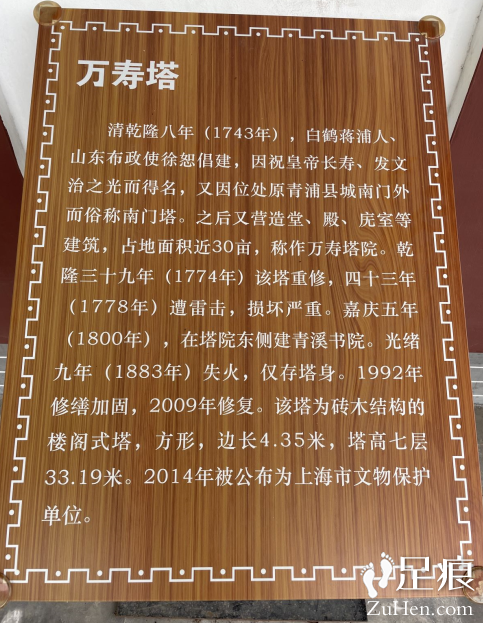 万寿塔
清乾隆八年（1743年），白鹤蒋浦人、
山东布政使徐恕倡建，因祝皇帝长寿、发文
治之光而得名，又因位处原青浦县城南门外
而俗称南门塔。之后又营造堂、殿、庑室等
建筑，占地面积近30亩，称作万寿塔院。乾
隆三十九年（1774年）该塔重修，四十三年
（1778年）遭雷击，损坏严重。嘉庆五年
（1800年），在塔院东侧建青溪书院。光绪
九年（1883年）失火，仅存塔身。1992年
修缮加固，2009年修复。该塔为砖木结构的
楼阁式塔，方形，边长4.35米，塔高七层
33.19米。2014年被公布为上海市文物保护
单位。
足痕
ZuHen.com